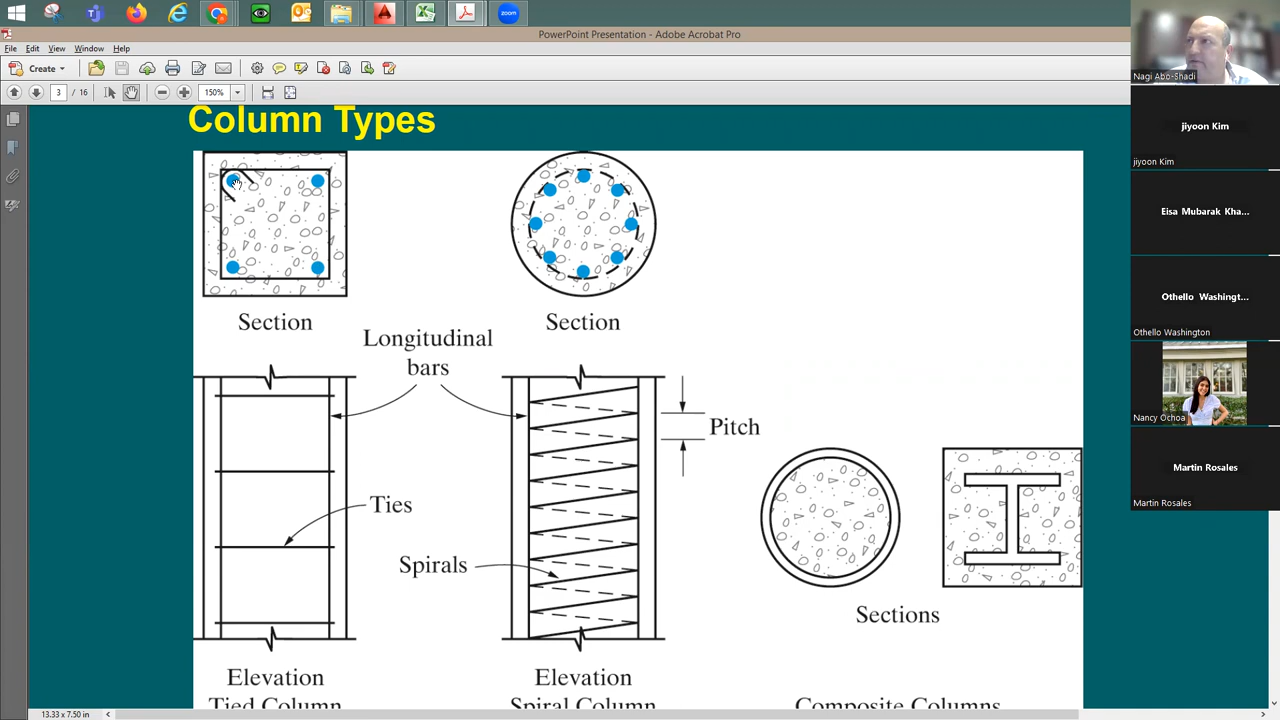 zoom
PowerPoint Presentation - Adobe Acrobat Pro
File Edit View Window Help
Create
3 / 16
150%
Column Types
Section
Section
Longitudinal
bars
Pitch
Ties
Spirals
Sections
Elevation
Tied Column
Elevation
Spiral Column
Composite Columns
13.33 x 7.50 in
Nagi Abo-Shadi
jiyoon Kim
jiyoon Kim
Eisa Mubarak Kha...
Othello Washingt...
Othello Washington
Nancy Ochoa
Martin Rosales
Martin Rosales